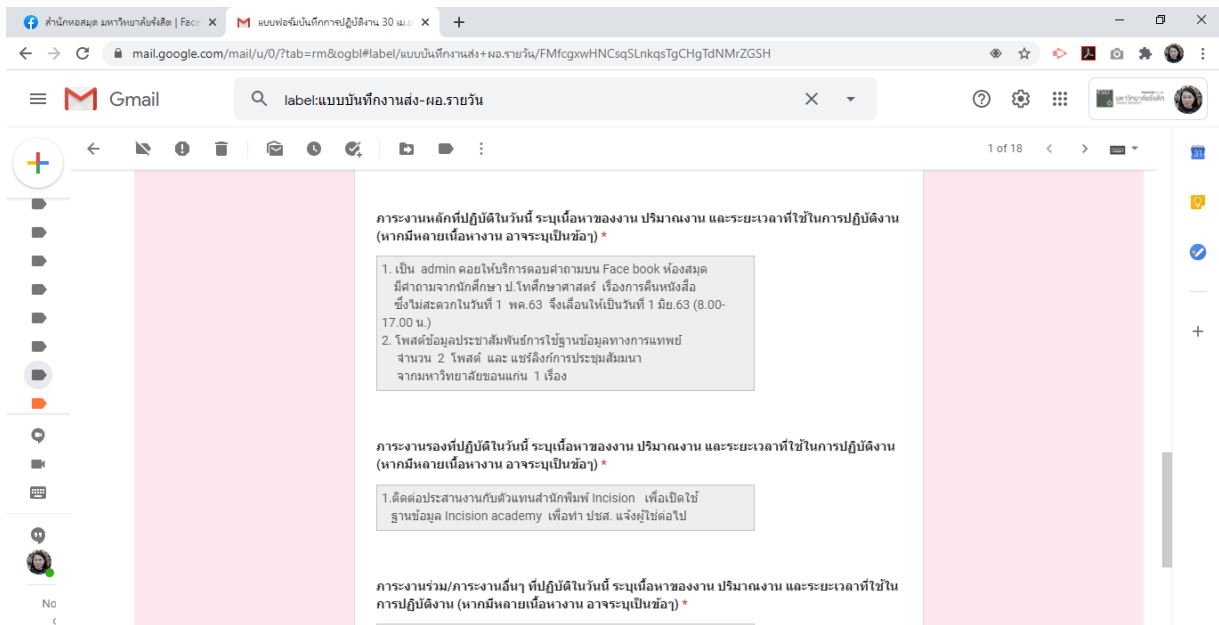 สำนักหอสมุด มหาวิทยาลัยรังสิต | Face
แบบฟอร์มบันทึกการปฏิบัติงาน 30 เม.ย
mail.google.com/mail/u/0/?tab=rm&ogbl#label/แบบบันทึกงานส่ง+ผอ.รายวัน/FMfcgxwHNCsqSLnkqsTgCHgTdNMrZGSH
Gmail
label:แบบบันทึกงานส่ง-ผอ.รายวัน
มหาวิทยาลัยรังสิต
1 of 18
31
ภาระงานหลักที่ปฏิบัติในวันนี้ ระบุเนื้อหาของงาน ปริมาณงาน และระยะเวลาที่ใช้ในการปฏิบัติงาน
(หากมีหลายเนื้อหางาน อาจระบุเป็นข้อๆ) *
1. เป็น admin คอยให้บริการตอบคำถามบน Face book ห้องสมุด
มีคำถามจากนักศึกษา ป.โทศึกษาศาสตร์ เรื่องการคืนหนังสือ
ซึ่งไม่สะดวกในวันที่ 1 พค.63 จึงเลื่อนให้เป็นวันที่ 1 มิย.63 (8.00-
17.00 น.)
2. โพสต์ข้อมูลประชาสัมพันธ์การใช้ฐานข้อมูลทางการแพทย์
จำนวน 2 โพสต์ และ แชร์ลิงก์การประชุมสัมมนา
จากมหาวิทยาลัยขอนแก่น 1 เรื่อง
ภาระงานรองที่ปฏิบัติในวันนี้ ระบุเนื้อหาของงาน ปริมาณงาน และระยะเวลาที่ใช้ในการปฏิบัติงาน
(หากมีหลายเนื้อหางาน อาจระบุเป็นข้อๆ) *
1.ติดต่อประสานงานกับตัวแทนสำนักพิมพ์ Incision เพื่อเปิดใช้
ฐานข้อมูล Incision academy เพื่อทำ ปชส. แจ้งผู้ใช้ต่อไป
ภาระงานร่วม/ภาระงานอื่นๆ ที่ปฏิบัติในวันนี้ ระบุเนื้อหาของงาน ปริมาณงาน และระยะเวลาที่ใช้ใน
การปฏิบัติงาน (หากมีหลายเนื้อหางาน อาจระบุเป็นข้อๆ) *
No